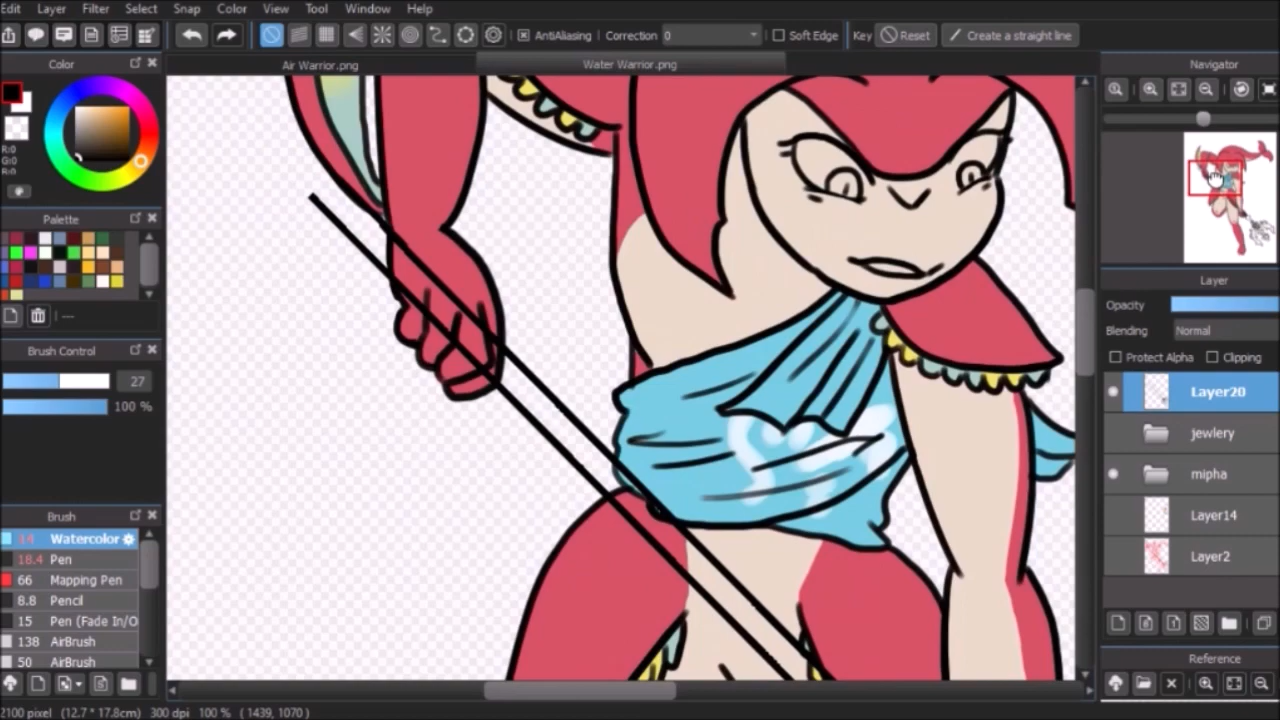 Edit Layer Filter Select Snap Color View Tool Window Help
AntiAliasing Correction 0 Soft Edge Key Reset Create a straight line
Color
Air Warrior.png Water Warrior.png
Navigator
R:0
G:0
R:0
Palette
---
Brush Control
27
100 %
Brush
14 Watercolor
18.4 Pen
66 Mapping Pen
8.8 Pencil
15 Pen (Fade In/O
138 AirBrush
50 AirBrush
Layer
Opacity
Blending Normal
Protect Alpha Clipping
Layer20
jewlery
mipha
Layer14
Layer2
Reference
2100 pixel (12.7 * 17.8cm) 300 dpi 100 % ( 1439, 1070 )